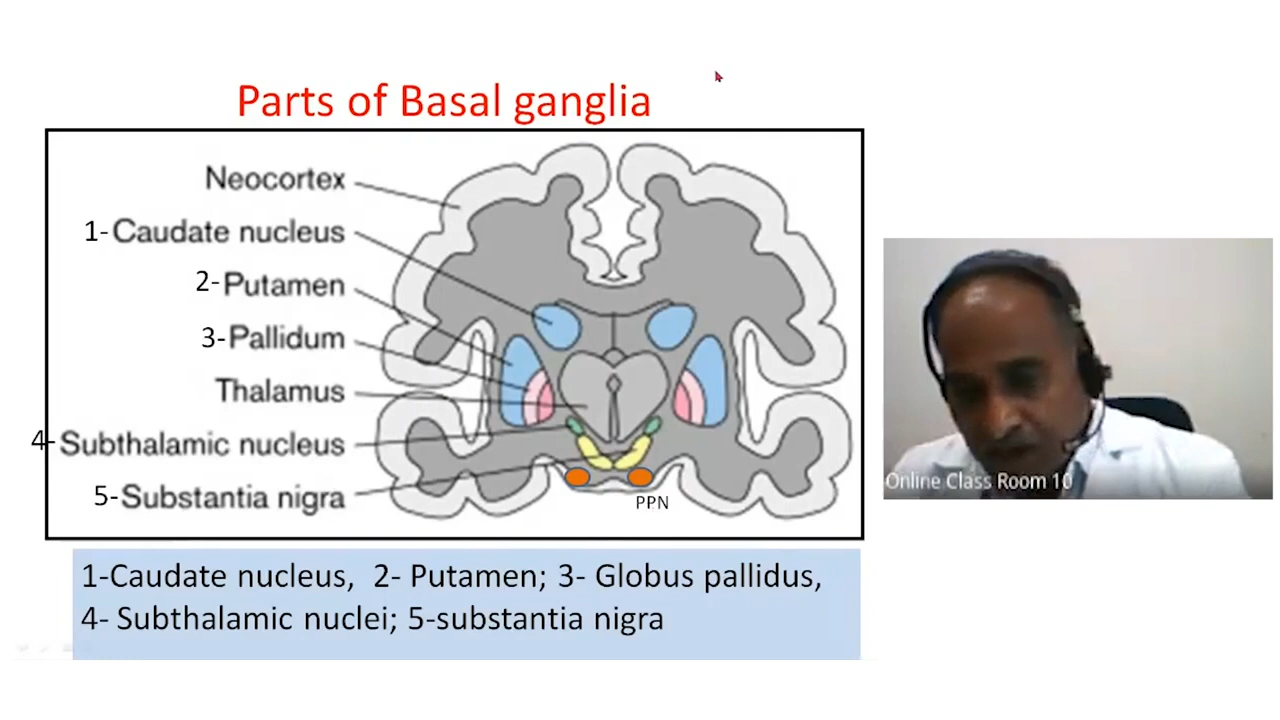 Parts of Basal ganglia
Neocortex
1-Caudate nucleus
2-Putamen
3-Pallidum
Thalamus
4-Subthalamic nucleus
5-Substantia nigra
PPN
Online Class Room 10
1-Caudate nucleus, 2- Putamen; 3- Globus pallidus,
4- Subthalamic nuclei; 5-substantia nigra